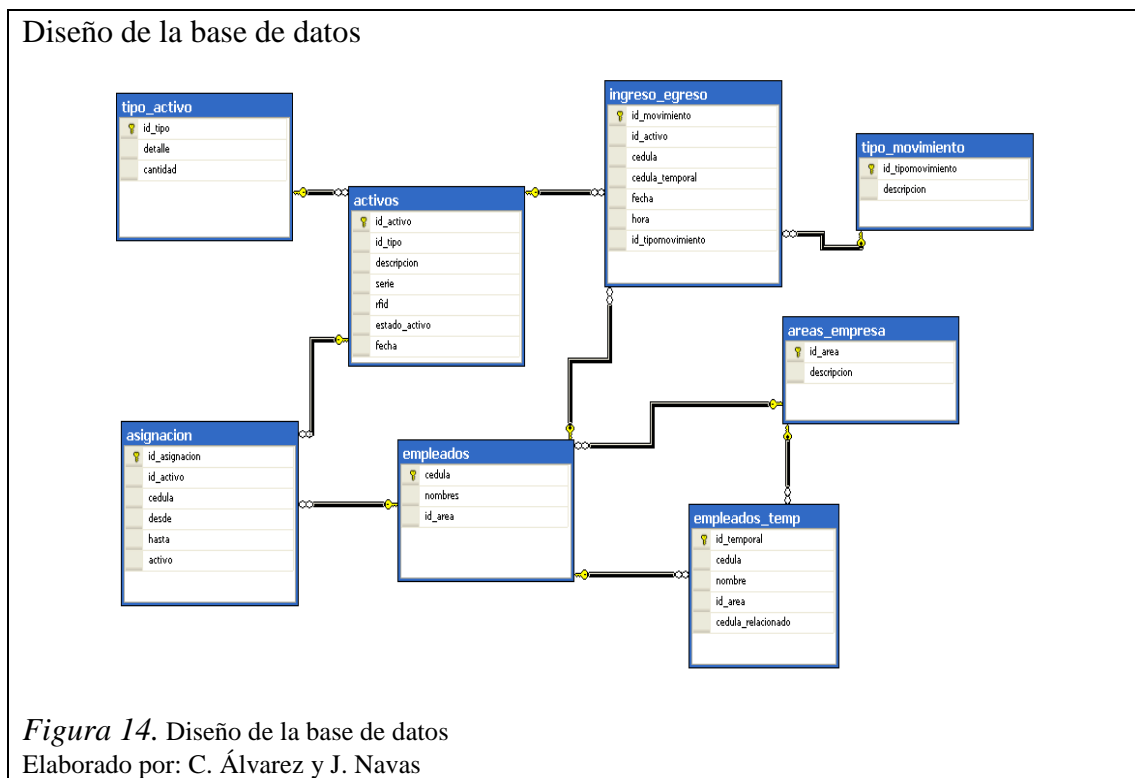 Diseño de la base de datos
tipo_activo
id_tipo
detalle
cantidad
activos
id_activo
id_tipo
descripcion
serie
rfid
estado_activo
fecha
ingreso_egreso
id_movimiento
id_activo
cedula
cedula_temporal
fecha
hora
id_tipomovimiento
tipo_movimiento
id_tipomovimiento
descripcion
areas_empresa
id_area
descripcion
asignacion
id_asignacion
id_activo
cedula
desde
hasta
activo
empleados
cedula
nombres
id_area
empleados_temp
id_temporal
cedula
nombre
id_area
cedula_relacionado
Figura 14. Diseño de la base de datos
Elaborado por: C. Álvarez y J. Navas